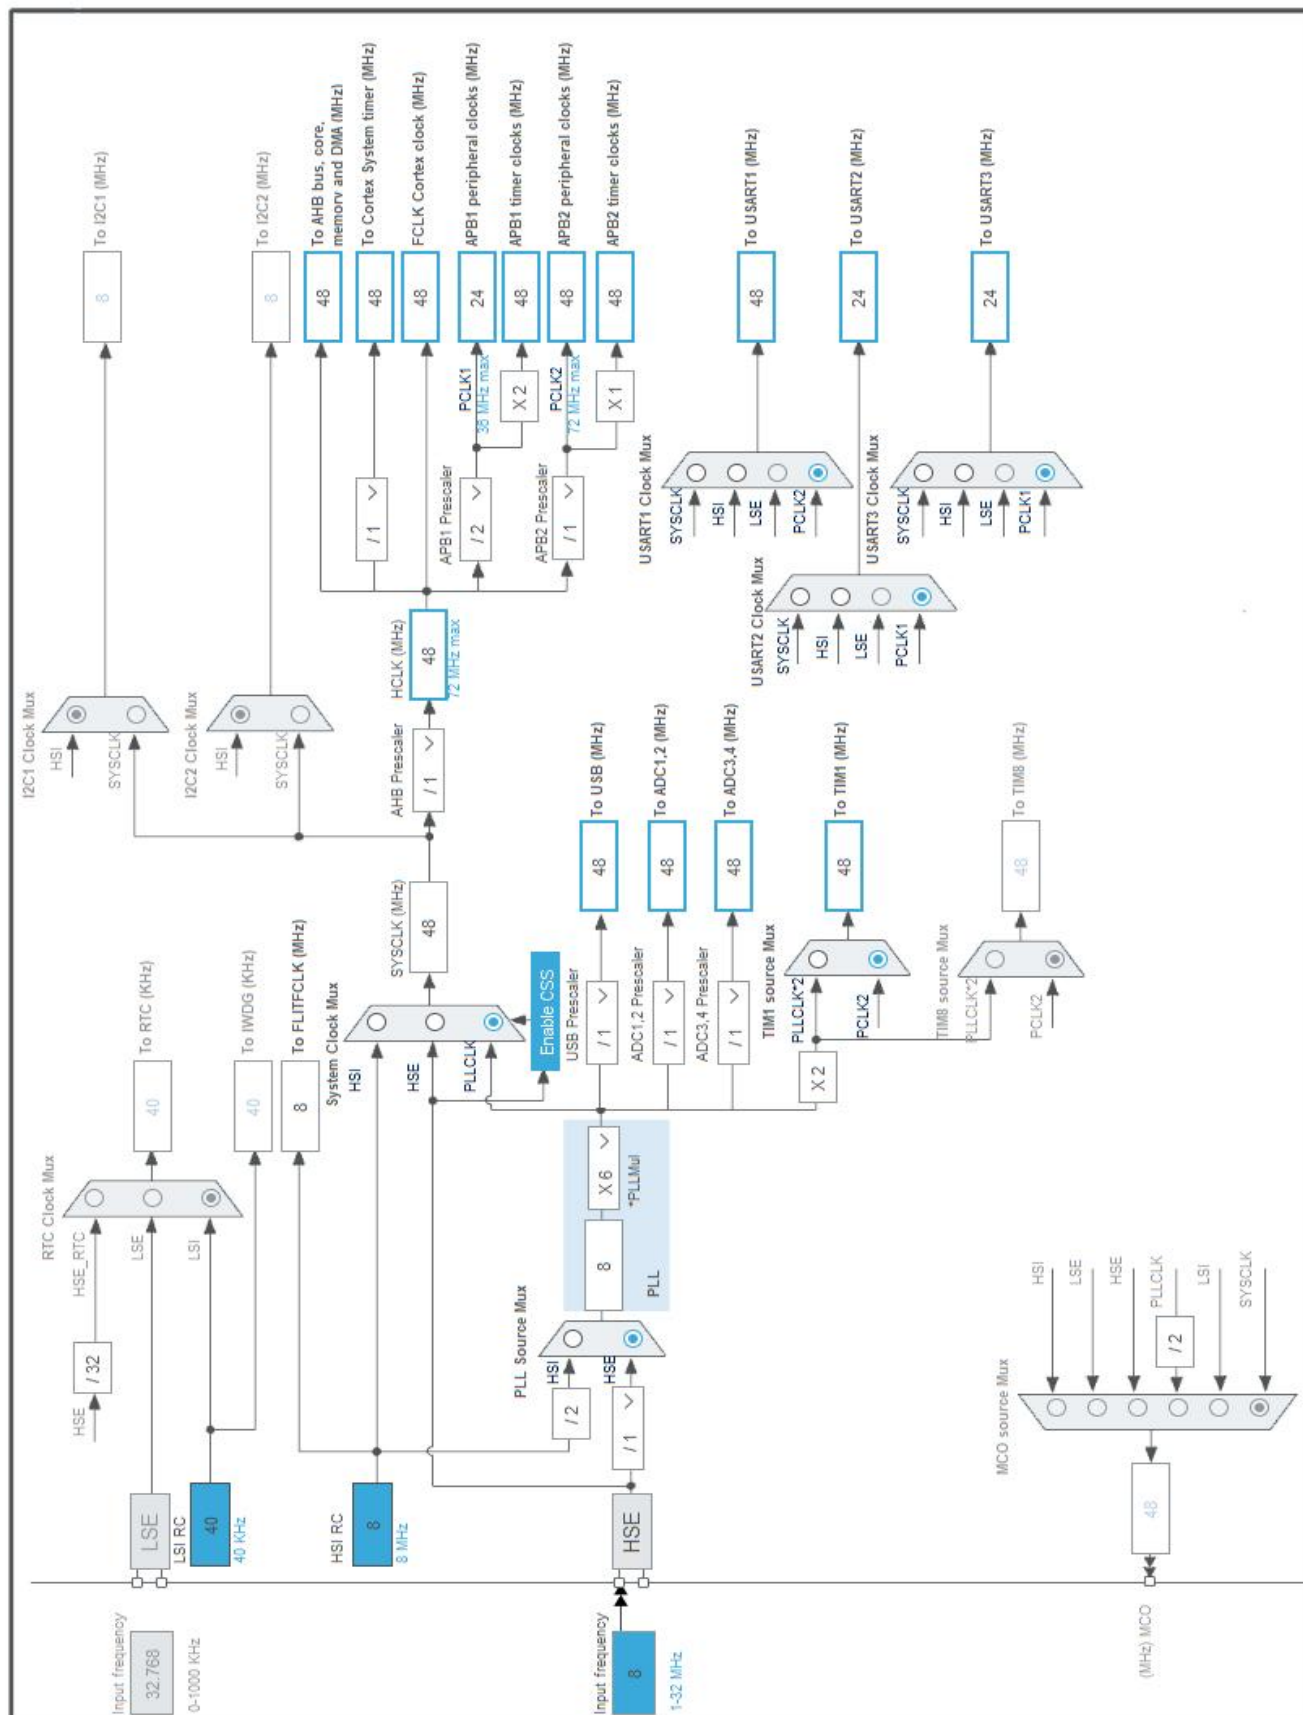 Input frequency
32.768
0-1000 KHz
LSE
LSI RC
40
40 KHz
HSE
/ 32
HSE_RTC
LSE
LSI
RTC Clock Mux
40
To RTC (KHz)
40
To IWDG (KHz)
8
To FLITFCLK (MHz)
I2C1 Clock Mux
HSI
SYSCLK
8
To I2C1 (MHz)
I2C2 Clock Mux
HSI
SYSCLK
8
To I2C2 (MHz)
HSI RC
8
8 MHz
System Clock Mux
HSI
HSE
PLLCLK
Enable CSS
SYSCLK (MHz)
48
AHB Prescaler
/ 1
HCLK (MHz)
48
72 MHz max
48
To AHB bus, core,
memory and DMA (MHz)
/ 1
48
To Cortex System timer (MHz)
48
FCLK Cortex clock (MHz)
APB1 Prescaler
/ 2
PCLK1
36 MHz max
24
APB1 peripheral clocks (MHz)
X 2
48
APB1 timer clocks (MHz)
APB2 Prescaler
/ 1
PCLK2
72 MHz max
48
APB2 peripheral clocks (MHz)
X 1
48
APB2 timer clocks (MHz)
Input frequency
8
1-32 MHz
HSE
/ 2
/ 1
PLL Source Mux
HSI
HSE
8
X 6
*PLLMul
PLL
USB Prescaler
/ 1
48
To USB (MHz)
ADC1,2 Prescaler
/ 1
48
To ADC1,2 (MHz)
ADC3,4 Prescaler
/ 1
48
To ADC3,4 (MHz)
X 2
TIM1 source Mux
PLLCLK*2
PCLK2
48
To TIM1 (MHz)
TIM8 source Mux
PLLCLK*2
PCLK2
48
To TIM8 (MHz)
USART1 Clock Mux
SYSCLK
HSI
LSE
PCLK2
48
To USART1 (MHz)
USART2 Clock Mux
SYSCLK
HSI
LSE
PCLK1
24
To USART2 (MHz)
USART3 Clock Mux
SYSCLK
HSI
LSE
PCLK1
24
To USART3 (MHz)
(MHz) MCO
48
MCO source Mux
HSI
LSE
HSE
/ 2
PLLCLK
LSI
SYSCLK